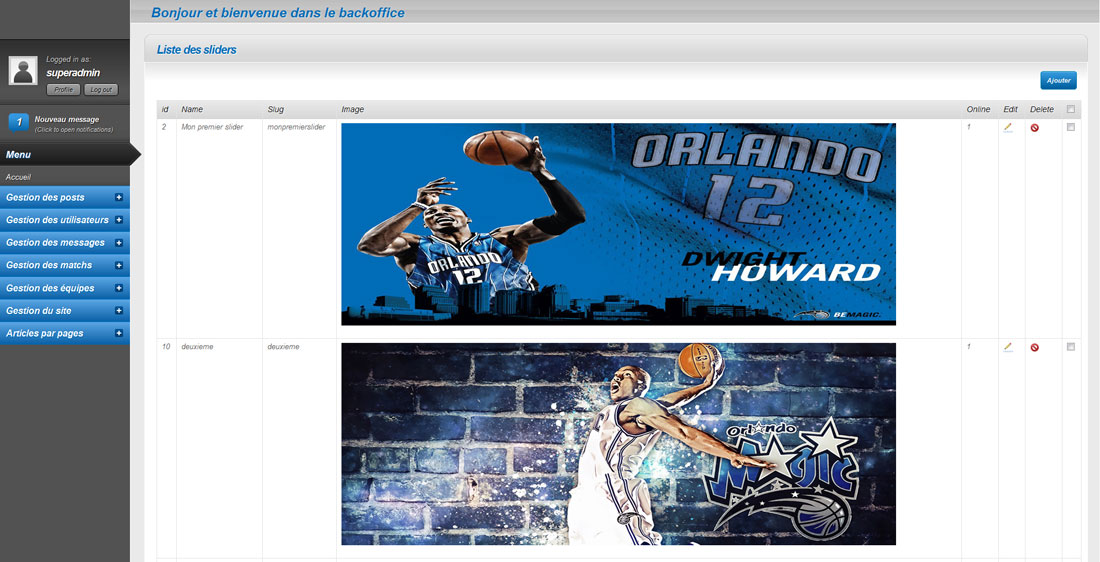 Bonjour et bienvenue dans le backoffice
Logged in as:
superadmin
Profile
Log out
1
Nouveau message
(Click to open notifications)
Menu
Accueil
Gestion des posts
Gestion des utilisateurs
Gestion des messages
Gestion des matchs
Gestion des équipes
Gestion du site
Articles par pages
Liste des sliders
Ajouter
id Name Slug Image Online Edit Delete
2 Mon premier slider monpremierslider 1
ORLANDO
12
DWIGHT
HOWARD
ORLANDO
12
BEMAGIC.
10 deuxieme deuxieme 1
Orlando
Magic